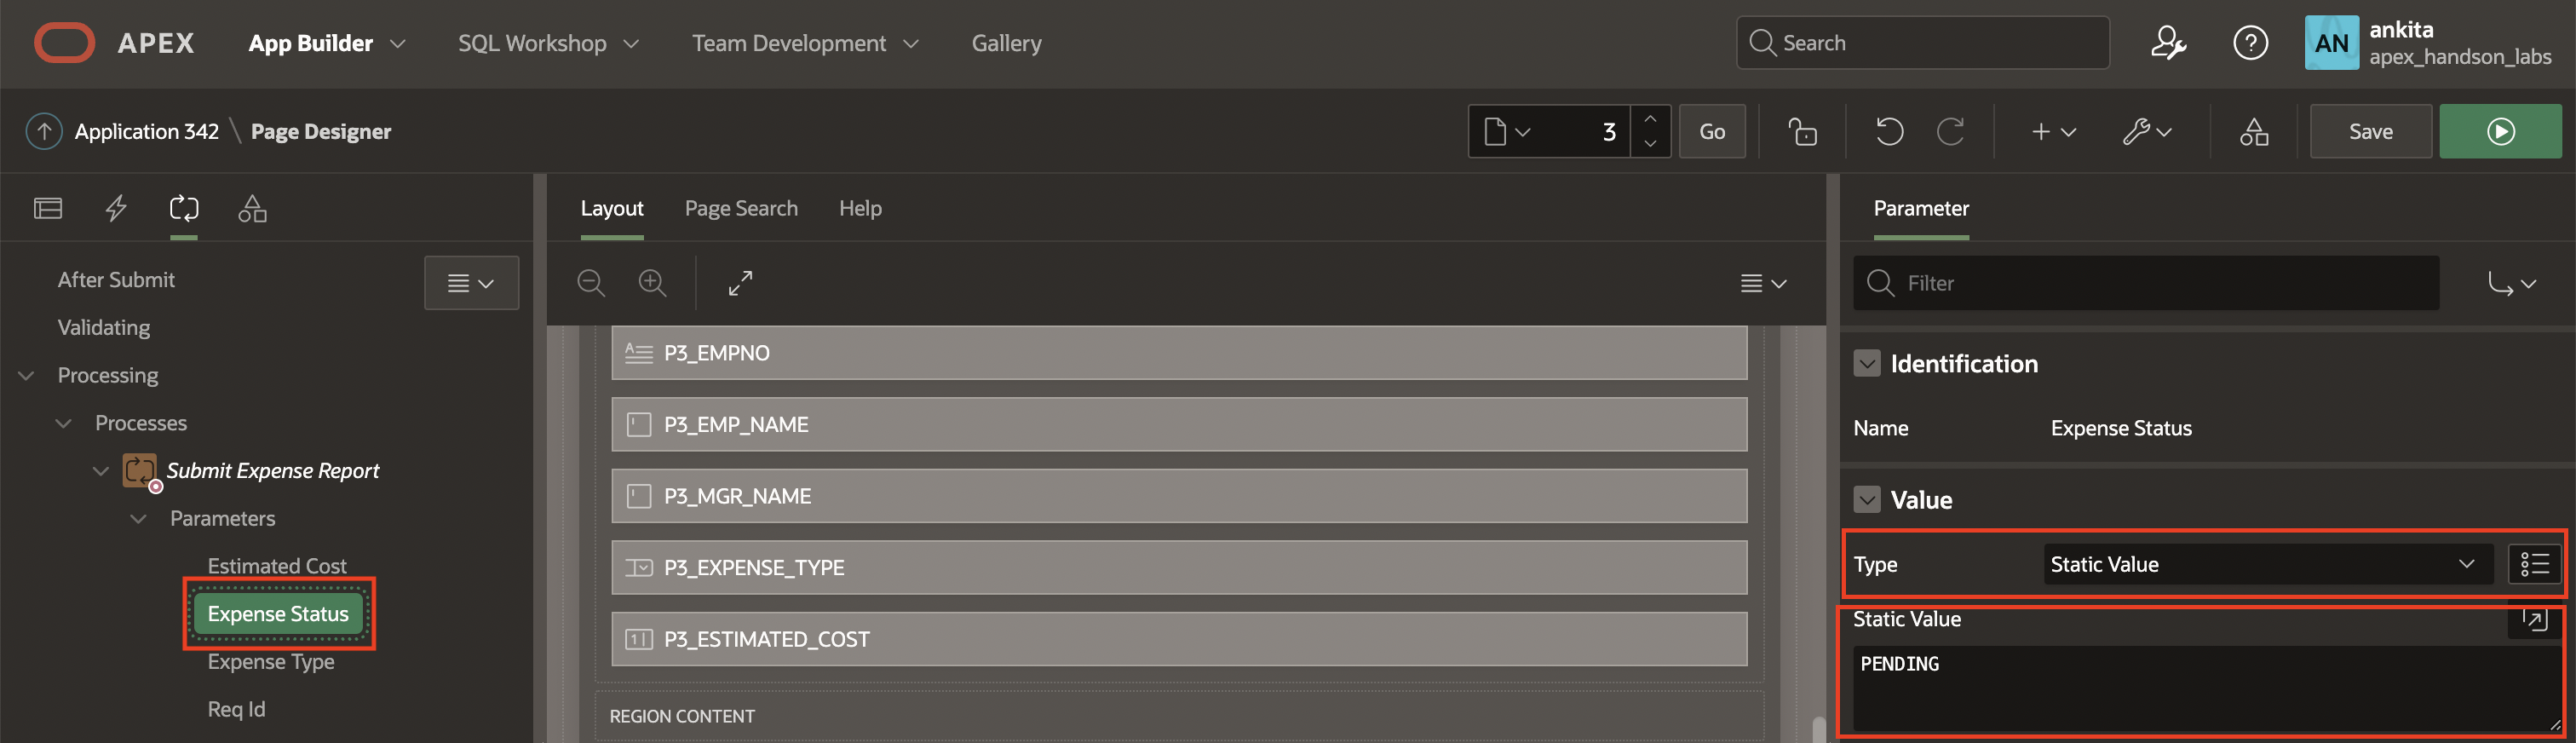 APEX
App Builder
SQL Workshop
Team Development
Gallery
Search
AN
ankita
apex_handson_labs
Application 342 \ Page Designer
3
Go
Save
After Submit
Validating
Processing
Processes
Submit Expense Report
Parameters
Estimated Cost
Expense Status
Expense Type
Req Id
Layout
Page Search
Help
P3_EMPNO
P3_EMP_NAME
P3_MGR_NAME
P3_EXPENSE_TYPE
P3_ESTIMATED_COST
REGION CONTENT
Parameter
Filter
Identification
Name
Expense Status
Value
Type
Static Value
Static Value
PENDING